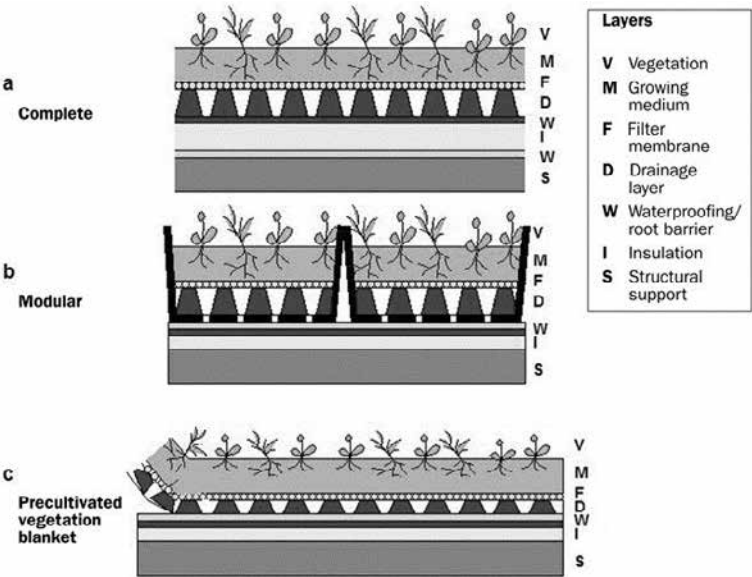 a
Complete
V
M
F
D
W
I
W
S
b
Modular
V
M
F
D
W
I
S
c
Precultivated
vegetation
blanket
V
M
F
D
W
I
S
Layers
V Vegetation
M Growing
medium
F Filter
membrane
D Drainage
layer
W Waterproofing/
root barrier
I Insulation
S Structural
support